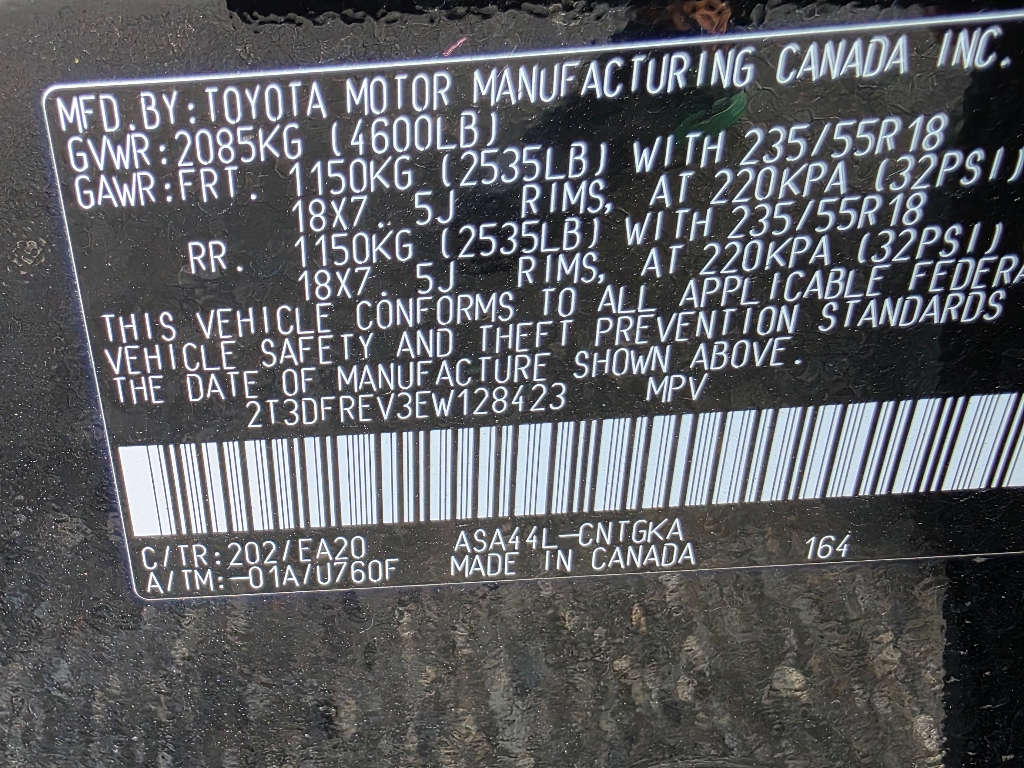 MFD.BY:TOYOTA MOTOR MANUFACTURING CANADA INC.
GVWR:2085KG (4600LB)
GAWR:FRT. 1150KG (2535LB) WITH 235/55R18
18X7.5J RIMS, AT 220KPA (32PSI)
RR. 1150KG (2535LB) WITH 235/55R18
18X7.5J RIMS, AT 220KPA (32PSI)
THIS VEHICLE CONFORMS TO ALL APPLICABLE FEDERA
VEHICLE SAFETY AND THEFT PREVENTION STANDARDS
THE DATE OF MANUFACTURE SHOWN ABOVE.
2T3DFREV3EW128423 MPV
C/TR:202/EA20 ASA44L-CNTGKA 164
A/TM:-01A/U760F MADE IN CANADA